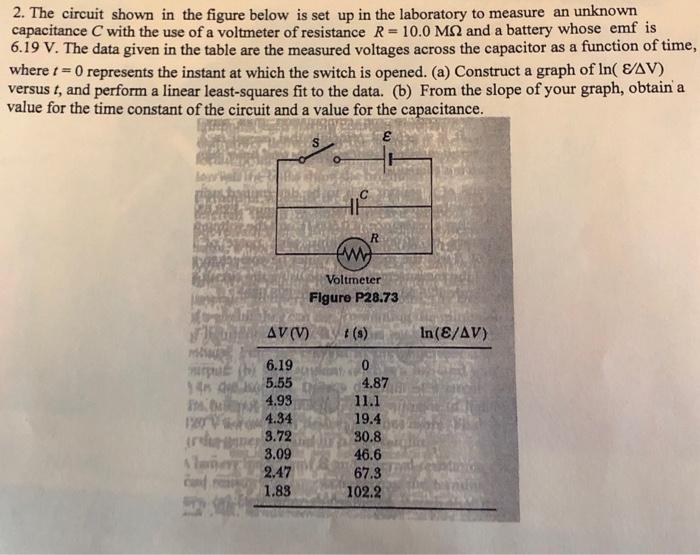 2. The circuit shown in the figure below is set up in the laboratory to measure an unknown
capacitance C with the use of a voltmeter of resistance R = 10.0 MΩ and a battery whose emf is
6.19 V. The data given in the table are the measured voltages across the capacitor as a function of time,
where t = 0 represents the instant at which the switch is opened. (a) Construct a graph of ln( ℰ/ΔV)
versus t, and perform a linear least-squares fit to the data. (b) From the slope of your graph, obtain a
value for the time constant of the circuit and a value for the capacitance.
S ℰ
C
R
Voltmeter
Figure P28.73
ΔV (V) t (s) ln(ℰ/ΔV)
6.19 0
5.55 4.87
4.93 11.1
4.34 19.4
3.72 30.8
3.09 46.6
2.47 67.3
1.83 102.2